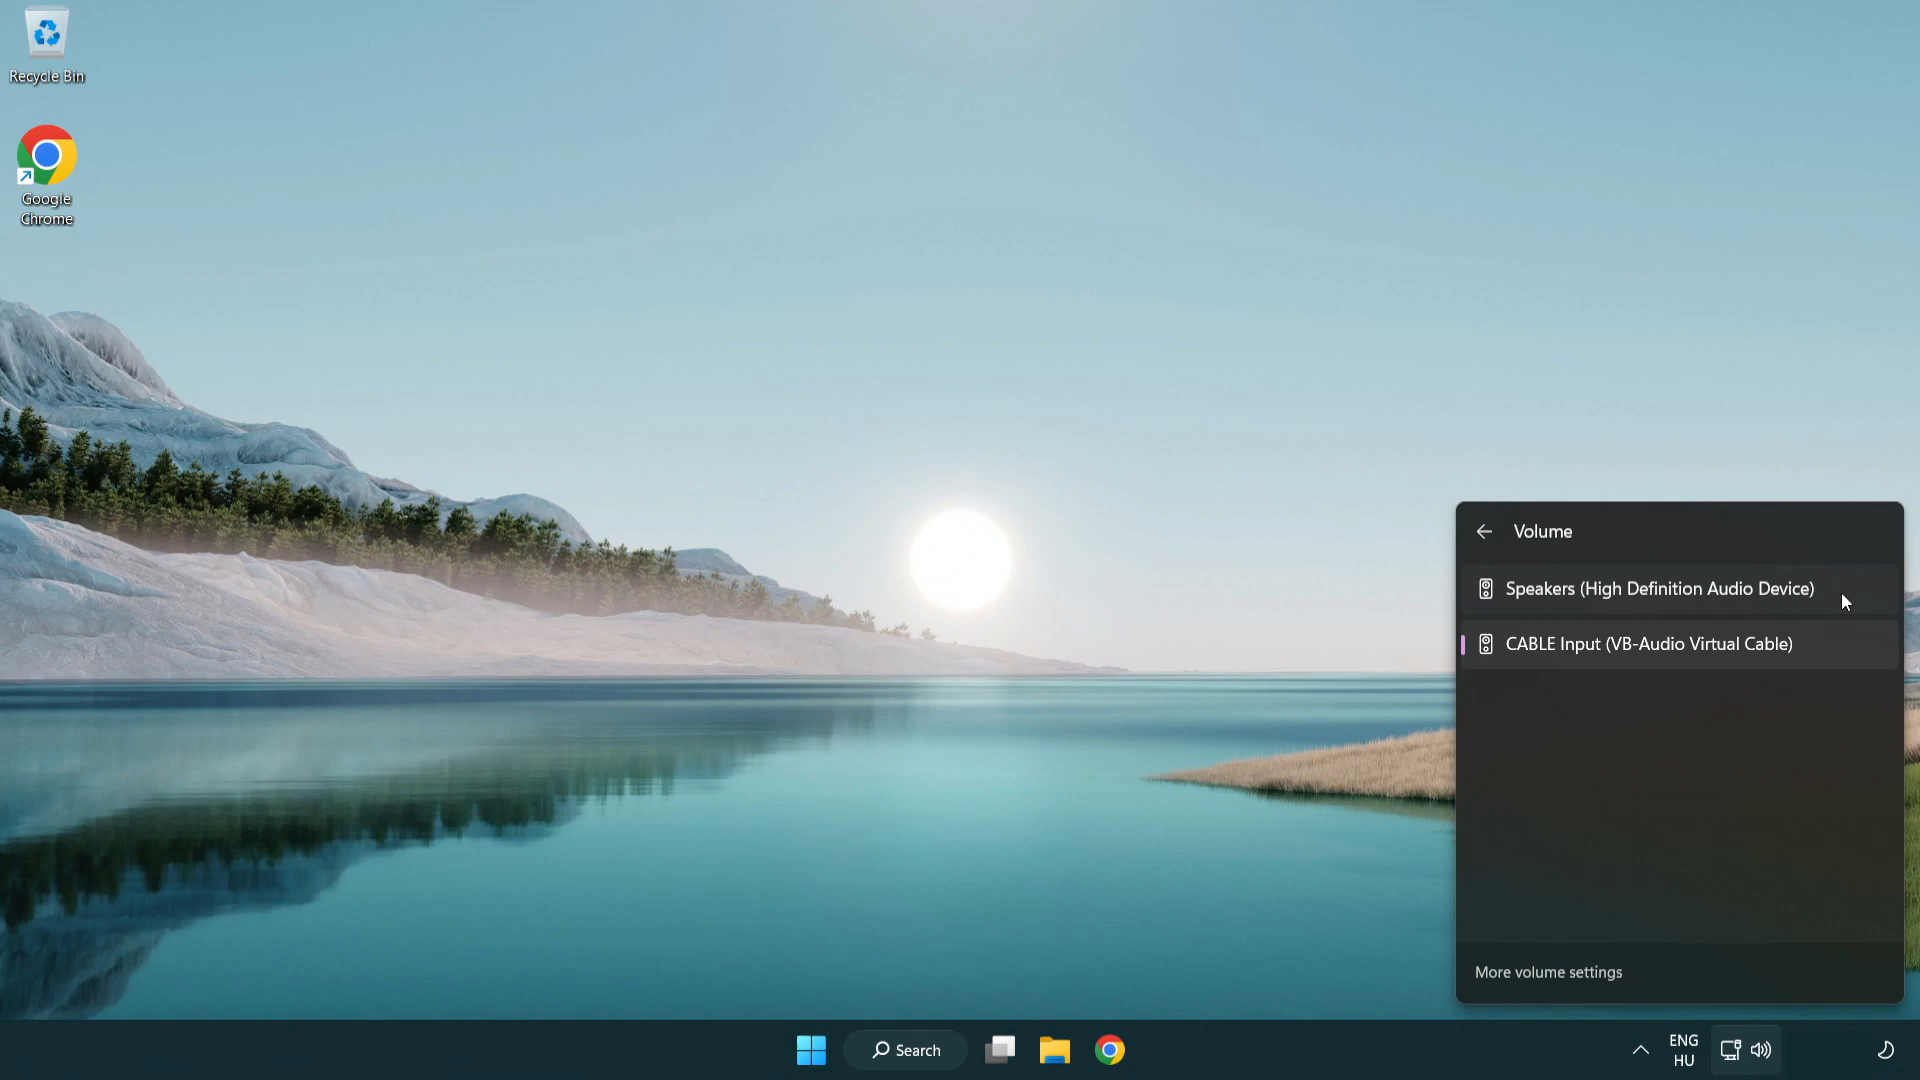 Recycle Bin
Google
Chrome
Volume
Speakers (High Definition Audio Device)
CABLE Input (VB-Audio Virtual Cable)
More volume settings
Search
ENG
HU